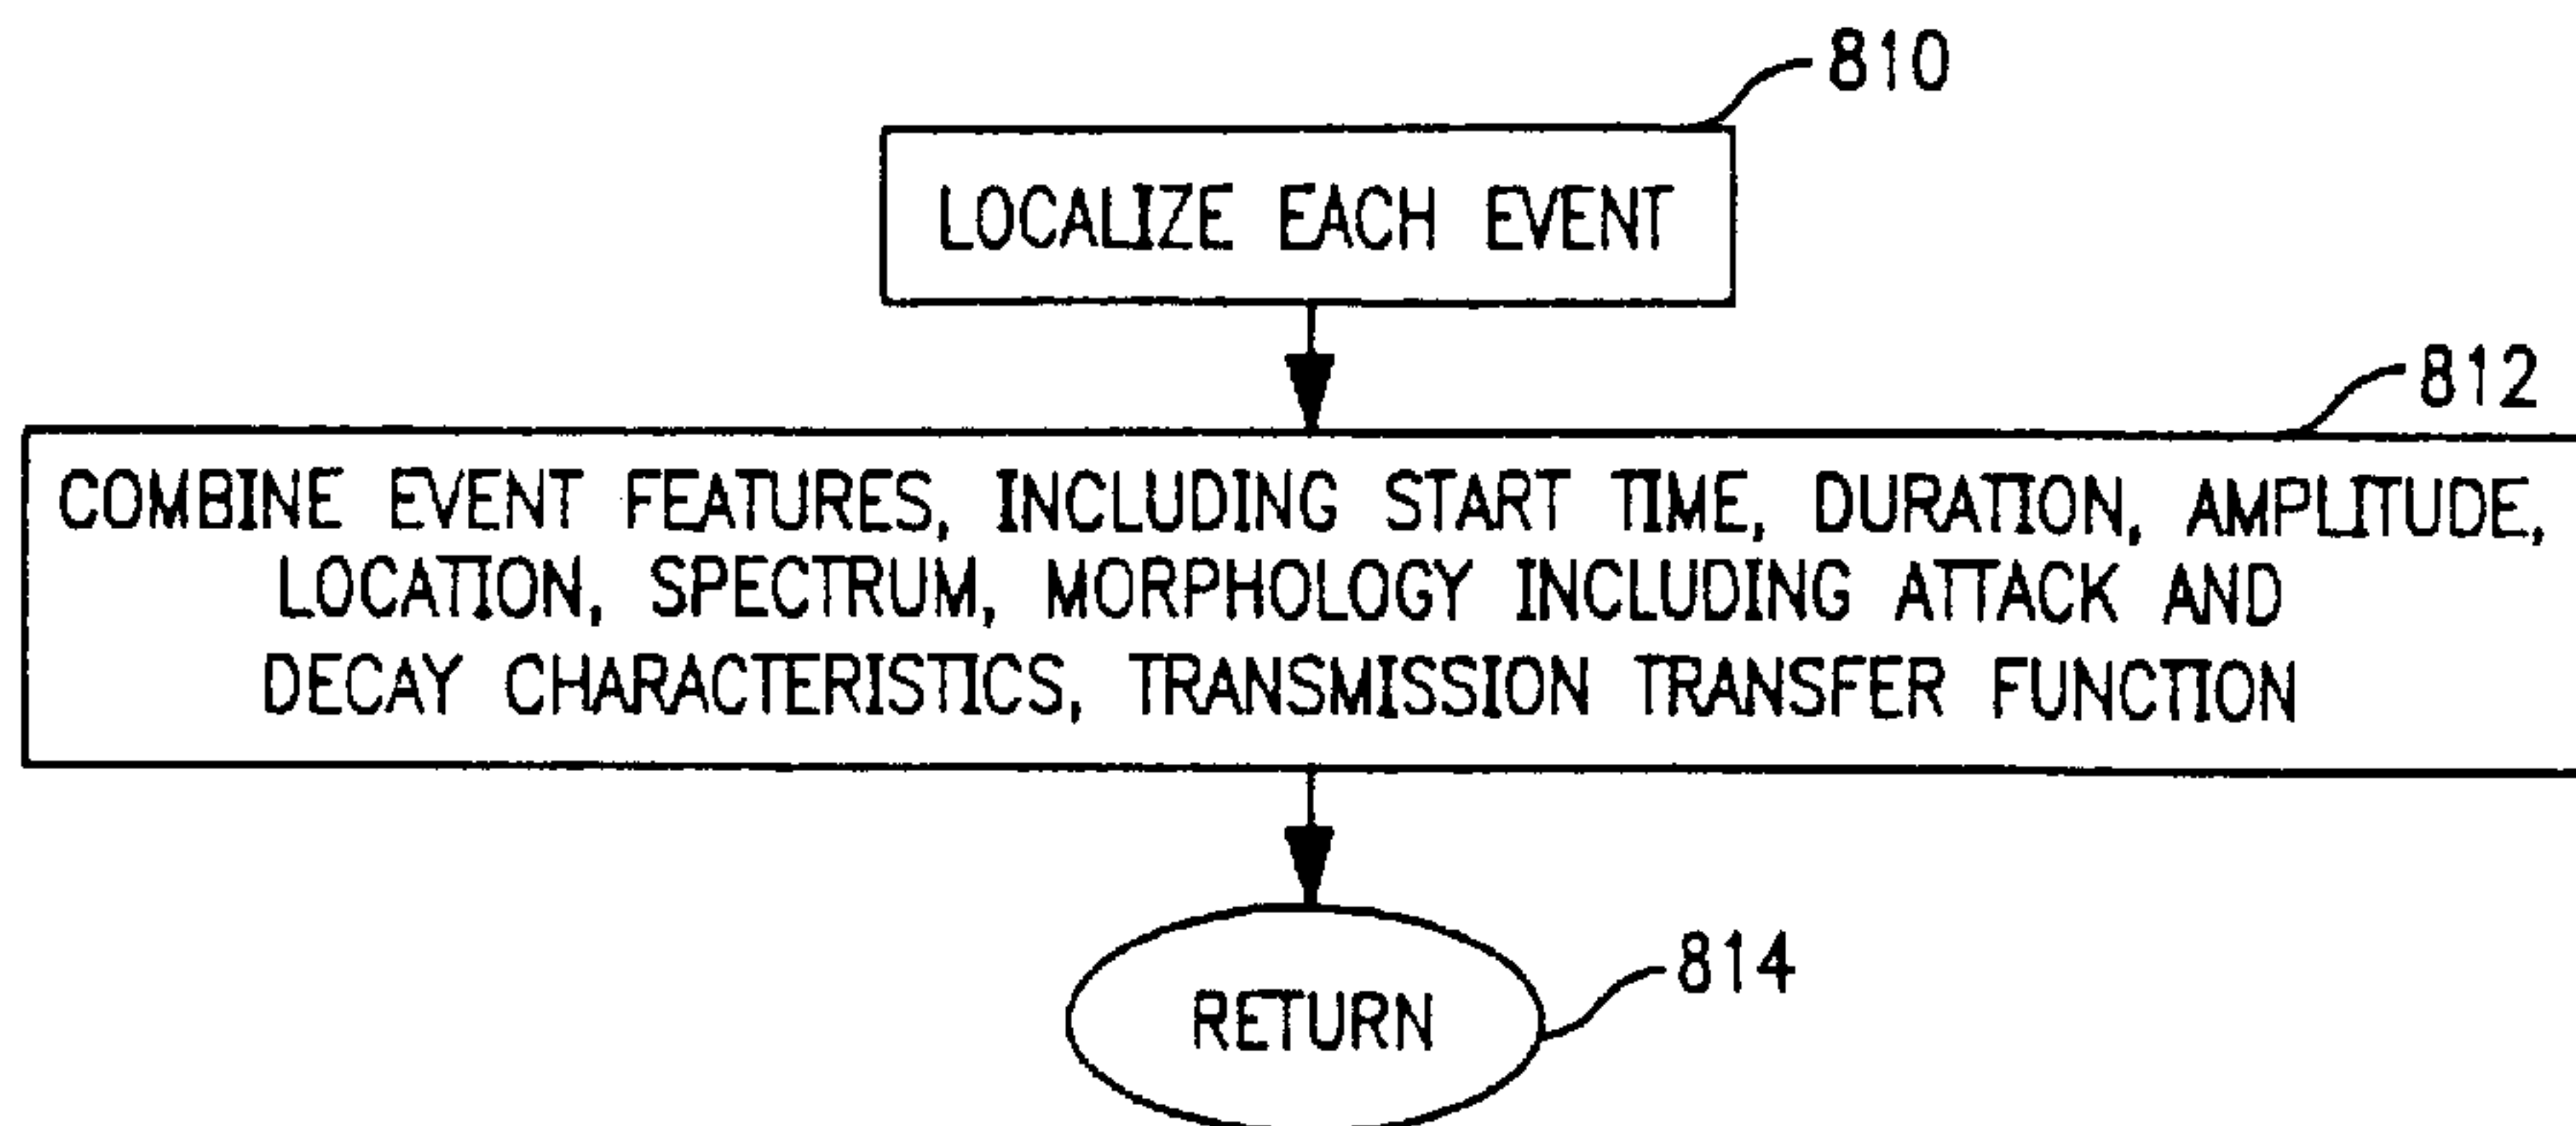 810
LOCALIZE EACH EVENT
812
COMBINE EVENT FEATURES, INCLUDING START TIME, DURATION, AMPLITUDE,
LOCATION, SPECTRUM, MORPHOLOGY INCLUDING ATTACK AND
DECAY CHARACTERISTICS, TRANSMISSION TRANSFER FUNCTION
RETURN
814